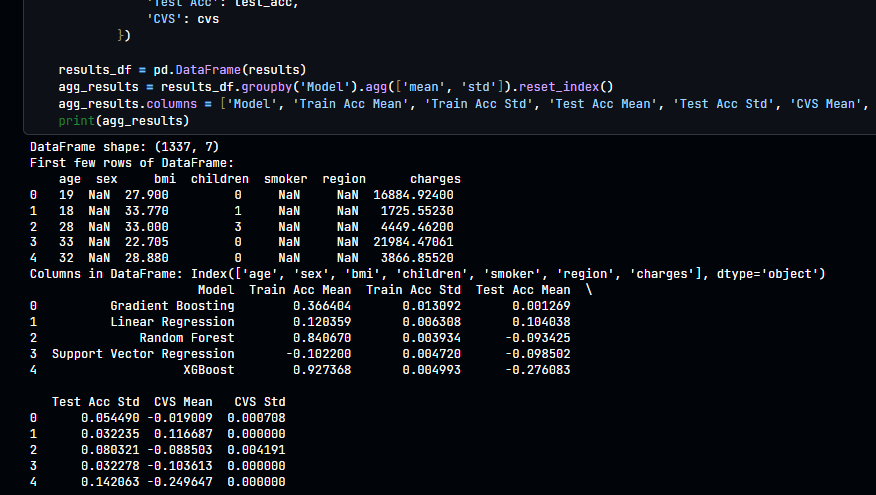 'Test Acc': test_acc,
'CVS': cvs
})
results_df = pd.DataFrame(results)
agg_results = results_df.groupby('Model').agg(['mean', 'std']).reset_index()
agg_results.columns = ['Model', 'Train Acc Mean', 'Train Acc Std', 'Test Acc Mean', 'Test Acc Std', 'CVS Mean',
print(agg_results)
DataFrame shape: (1337, 7)
First few rows of DataFrame:
age sex bmi children smoker region charges
0 19 NaN 27.900 0 NaN NaN 16884.92400
1 18 NaN 33.770 1 NaN NaN 1725.55230
2 28 NaN 33.000 3 NaN NaN 4449.46200
3 33 NaN 22.705 0 NaN NaN 21984.47061
4 32 NaN 28.880 0 NaN NaN 3866.85520
Columns in DataFrame: Index(['age', 'sex', 'bmi', 'children', 'smoker', 'region', 'charges'], dtype='object')
Model Train Acc Mean Train Acc Std Test Acc Mean \
0 Gradient Boosting 0.366404 0.013092 0.001269
1 Linear Regression 0.120359 0.006308 0.104038
2 Random Forest 0.840670 0.003934 -0.093425
3 Support Vector Regression -0.102200 0.004720 -0.098502
4 XGBoost 0.927368 0.004993 -0.276083
Test Acc Std CVS Mean CVS Std
0 0.054490 -0.019009 0.000708
1 0.032235 0.116687 0.000000
2 0.080321 -0.088503 0.004191
3 0.032278 -0.103613 0.000000
4 0.142063 -0.249647 0.000000